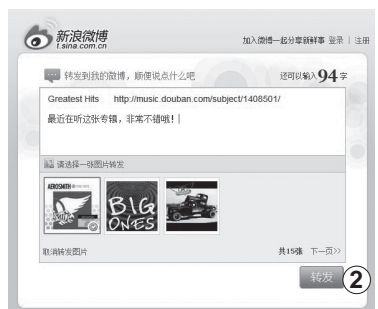 新浪微博
t.sina.com.cn
加入微博一起分享新鲜事 登录 | 注册
转发到我的微博，顺便说点什么吧
还可以输入94字
Greatest Hits http://music.douban.com/subject/1408501/
最近在听这张专辑，非常不错哦！
请选择一张图片转发
AEROSMITH
BIG
ONES
取消转发图片
共15张 下一页>>
转发
2